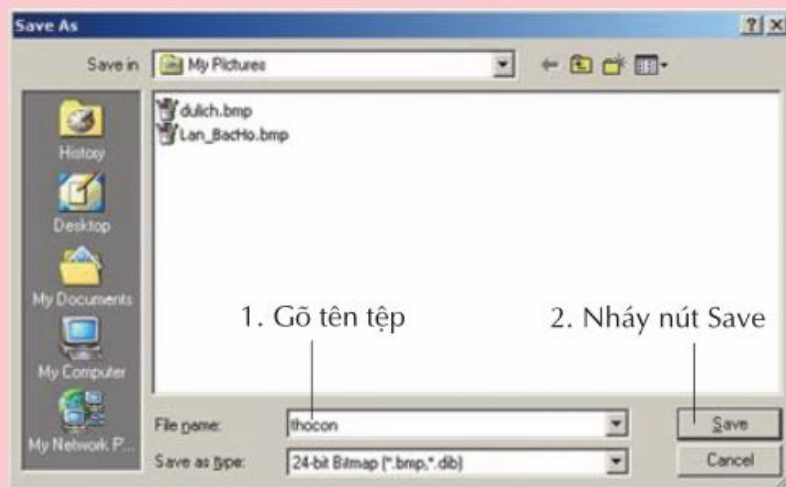 Save As
Save in
My Pictures
dulich.bmp
Lan_BacHo.bmp
History
Desktop
My Documents
My Computer
My Network P...
1. Gõ tên tệp
2. Nháy nút Save
File name:
thocon
Save
Save as type:
24-bit Bitmap (*.bmp,*.dib)
Cancel